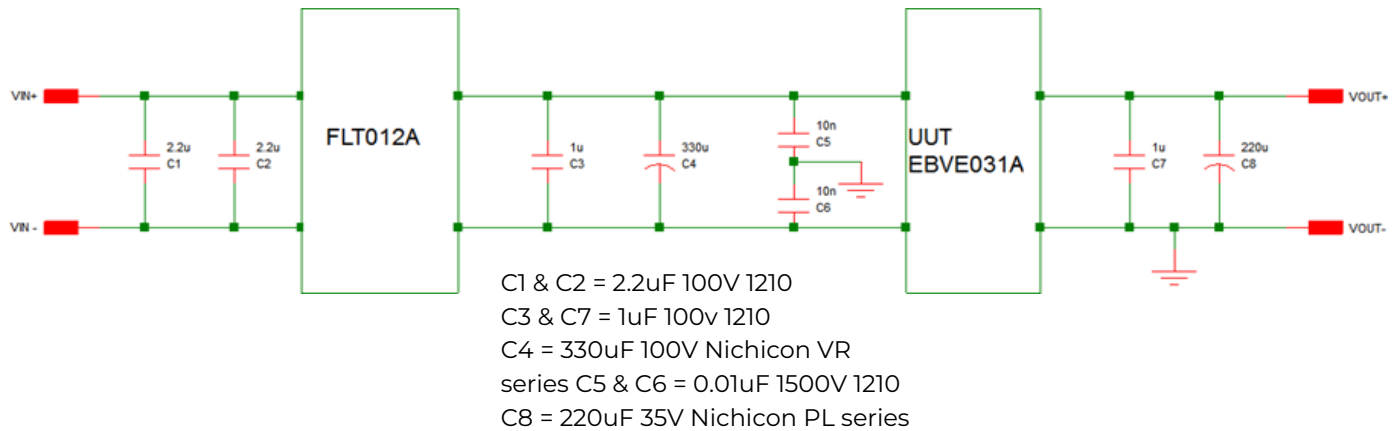 VIN+
2.2u
C1
2.2u
C2
FLT012A
1u
C3
330u
C4
10n
C5
10n
C6
UUT
EBVE031A
1u
C7
220u
C8
VOUT+
VIN -
VOUT-
C1 & C2 = 2.2uF 100V 1210
C3 & C7 = 1uF 100v 1210
C4 = 330uF 100V Nichicon VR
series C5 & C6 = 0.01uF 1500V 1210
C8 = 220uF 35V Nichicon PL series